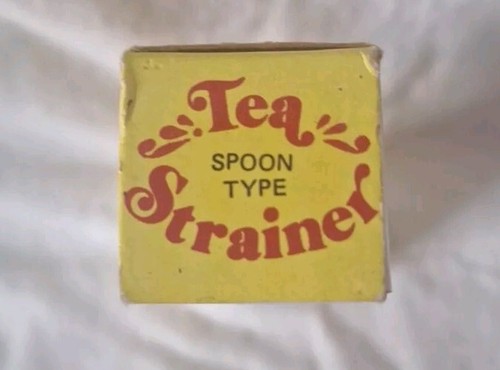 Tea
SPOON
TYPE
Strainer